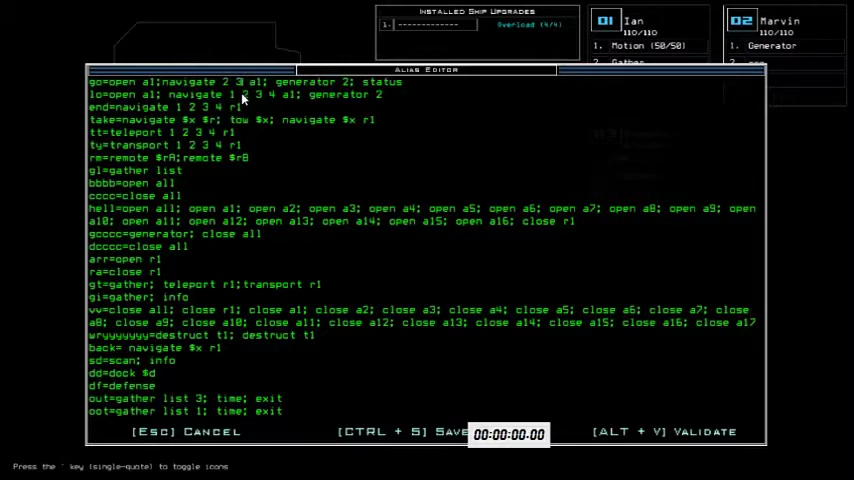 Installed Ship Upgrades
1. ------------- Overload (4/4)
01 Ian
110/110
1. Motion (50/50)
2. Gather
02 Marvin
110/110
1. Generator
Alias Editor
go=open a1;navigate 2 3 a1; generator 2; status
lo=open a1; navigate 1 2 3 4 a1; generator 2
end=navigate 1 2 3 4 r1
take=navigate $x $r; tow $x; navigate $x r1
tt=teleport 1 2 3 4 r1
ty=transport 1 2 3 4 r1
rm=remote $rA;remote $rB
gl=gather list
bbbb=open all
cccc=close all
hell=open all; open a1; open a2; open a3; open a4; open a5; open a6; open a7; open a8; open a9; open
a10; open a11; open a12; open a13; open a14; open a15; open a16; close r1
gcccc=generator; close all
dcccc=close all
arr=open r1
ra=close r1
gt=gather; teleport r1;transport r1
gi=gather; info
vv=close all; close r1; close a1; close a2; close a3; close a4; close a5; close a6; close a7; close
a8; close a9; close a10; close a11; close a12; close a13; close a14; close a15; close a16; close a17
wryyyyyyy=destruct t1; destruct t1
back= navigate $x r1
sd=scan; info
dd=dock $d
df=defense
out=gather list 3; time; exit
oot=gather list 1; time; exit
[Esc] Cancel [Ctrl + S] Save 00:00:00.00 [Alt + V] Validate
Press the ` key (single-quote) to toggle icons